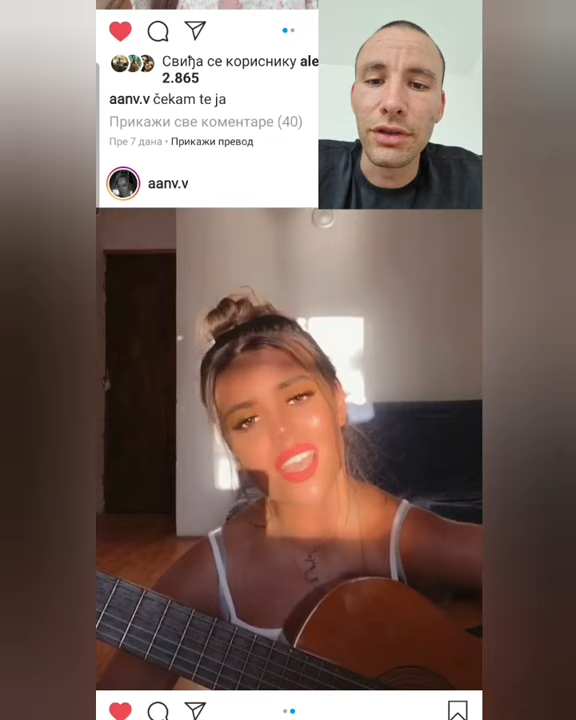 Свиђа се кориснику ale
2.865
aanv.v čekam te ja
Прикажи све коментаре (40)
Пре 7 дана • Прикажи превод
aanv.v